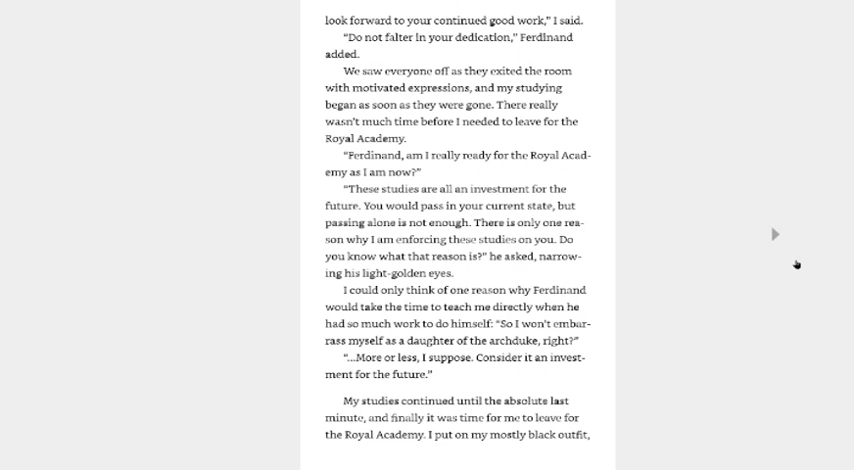 look forward to your continued good work,” I said.
“Do not falter in your dedication,” Ferdinand
added.
We saw everyone off as they exited the room
with motivated expressions, and my studying
began as soon as they were gone. There really
wasn’t much time before I needed to leave for the
Royal Academy.
“Ferdinand, am I really ready for the Royal Acad-
emy as I am now?”
“These studies are all an investment for the
future. You would pass in your current state, but
passing alone is not enough. There is only one rea-
son why I am enforcing these studies on you. Do
you know what that reason is?” he asked, narrow-
ing his light-golden eyes.
I could only think of one reason why Ferdinand
would take the time to teach me directly when he
had so much work to do himself: “So I won’t embar-
rass myself as a daughter of the archduke, right?”
“...More or less, I suppose. Consider it an invest-
ment for the future.”
My studies continued until the absolute last
minute, and finally it was time for me to leave for
the Royal Academy. I put on my mostly black outfit,